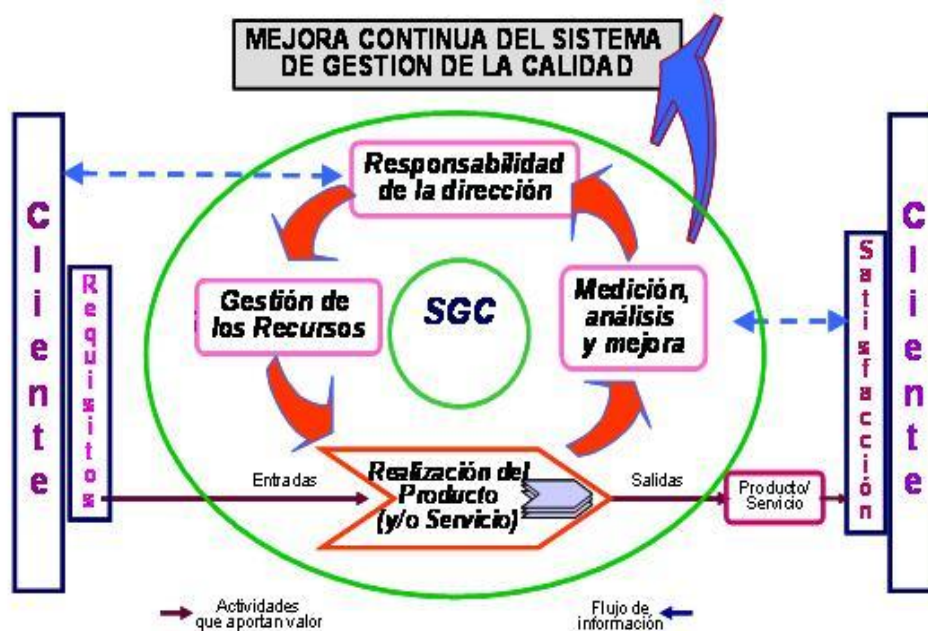 MEJORA CONTINUA DEL SISTEMA
DE GESTION DE LA CALIDAD
Cliente
Requisitos
Responsabilidad
de la dirección
Gestión de
los Recursos
SGC
Medición,
análisis
y mejora
Entradas
Realización del
Producto
(y/o Servicio)
Salidas
Producto/
Servicio
Satisfacción
Cliente
Actividades
que aportan valor
Flujo de
información